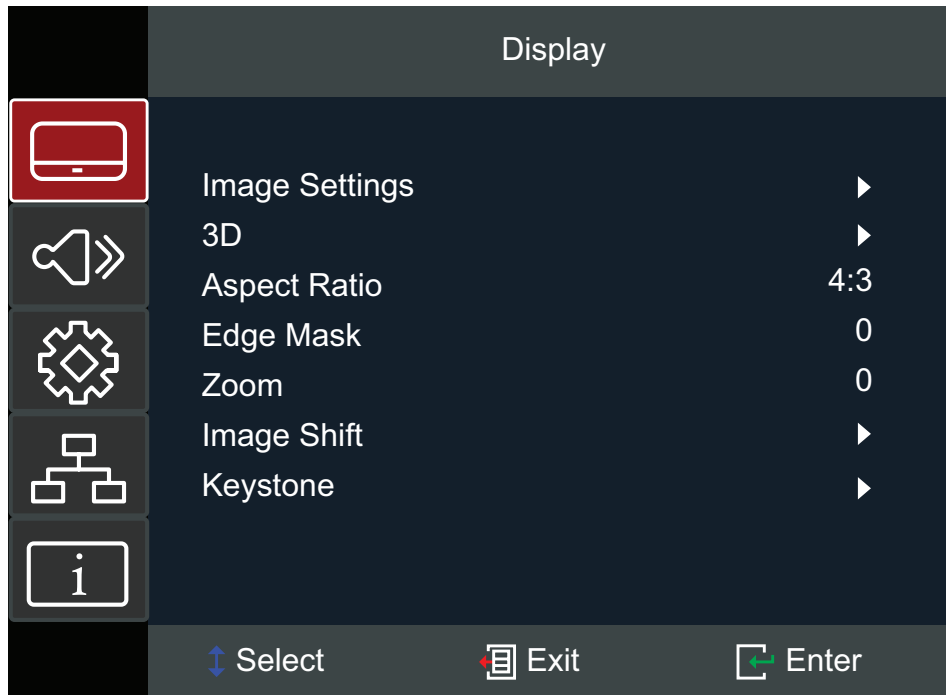 Display
Image Settings
3D
Aspect Ratio 4:3
Edge Mask 0
Zoom 0
Image Shift
Keystone
i
Select Exit Enter